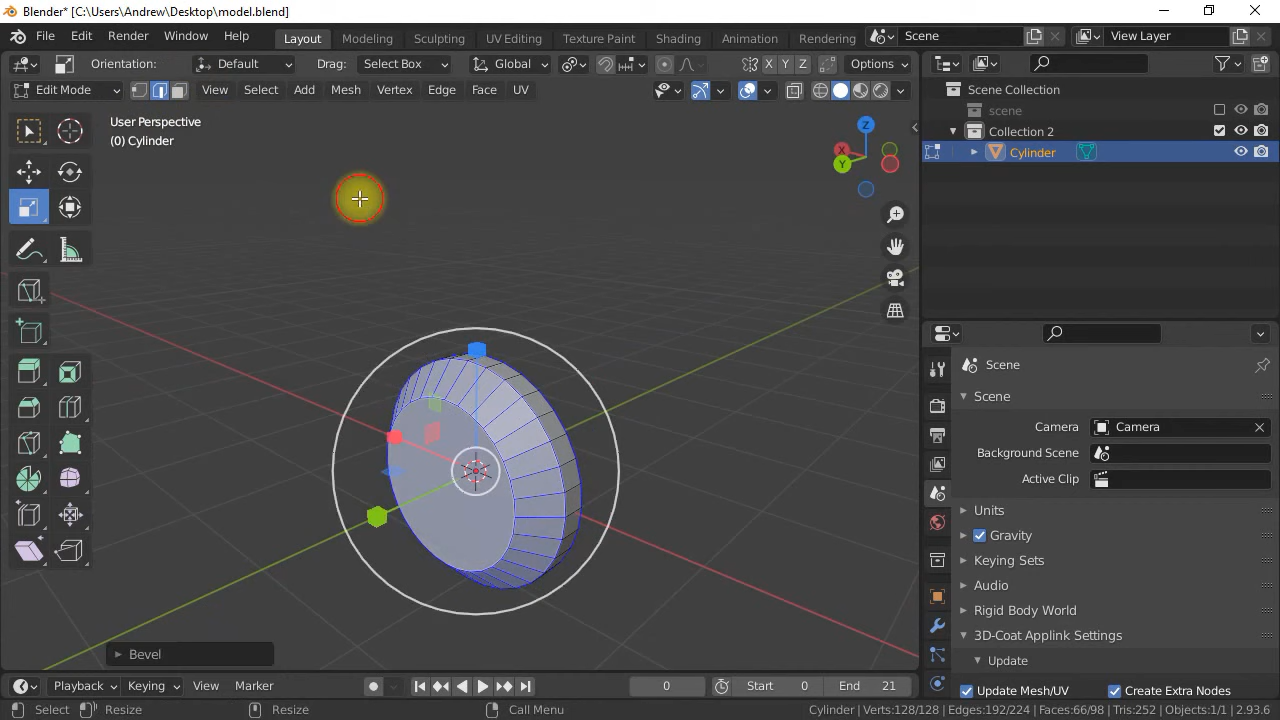 Blender* [C:\Users\Andrew\Desktop\model.blend]
File Edit Render Window Help Layout Modeling Sculpting UV Editing Texture Paint Shading Animation Rendering Scene View Layer
Orientation: Default Drag: Select Box Global X Y Z Options
Edit Mode View Select Add Mesh Vertex Edge Face UV
User Perspective
(0) Cylinder
Z
X
Y
Scene Collection
scene
Collection 2
Cylinder
Scene
Scene
Camera Camera
Background Scene
Active Clip
Units
Gravity
Keying Sets
Audio
Rigid Body World
3D-Coat Applink Settings
Update
Update Mesh/UV Create Extra Nodes
Bevel
Playback Keying View Marker 0 Start 0 End 21
Select Resize Resize Call Menu Cylinder | Verts:128/128 | Edges:192/224 | Faces:66/98 | Tris:252 | Objects:1/1 | 2.93.6